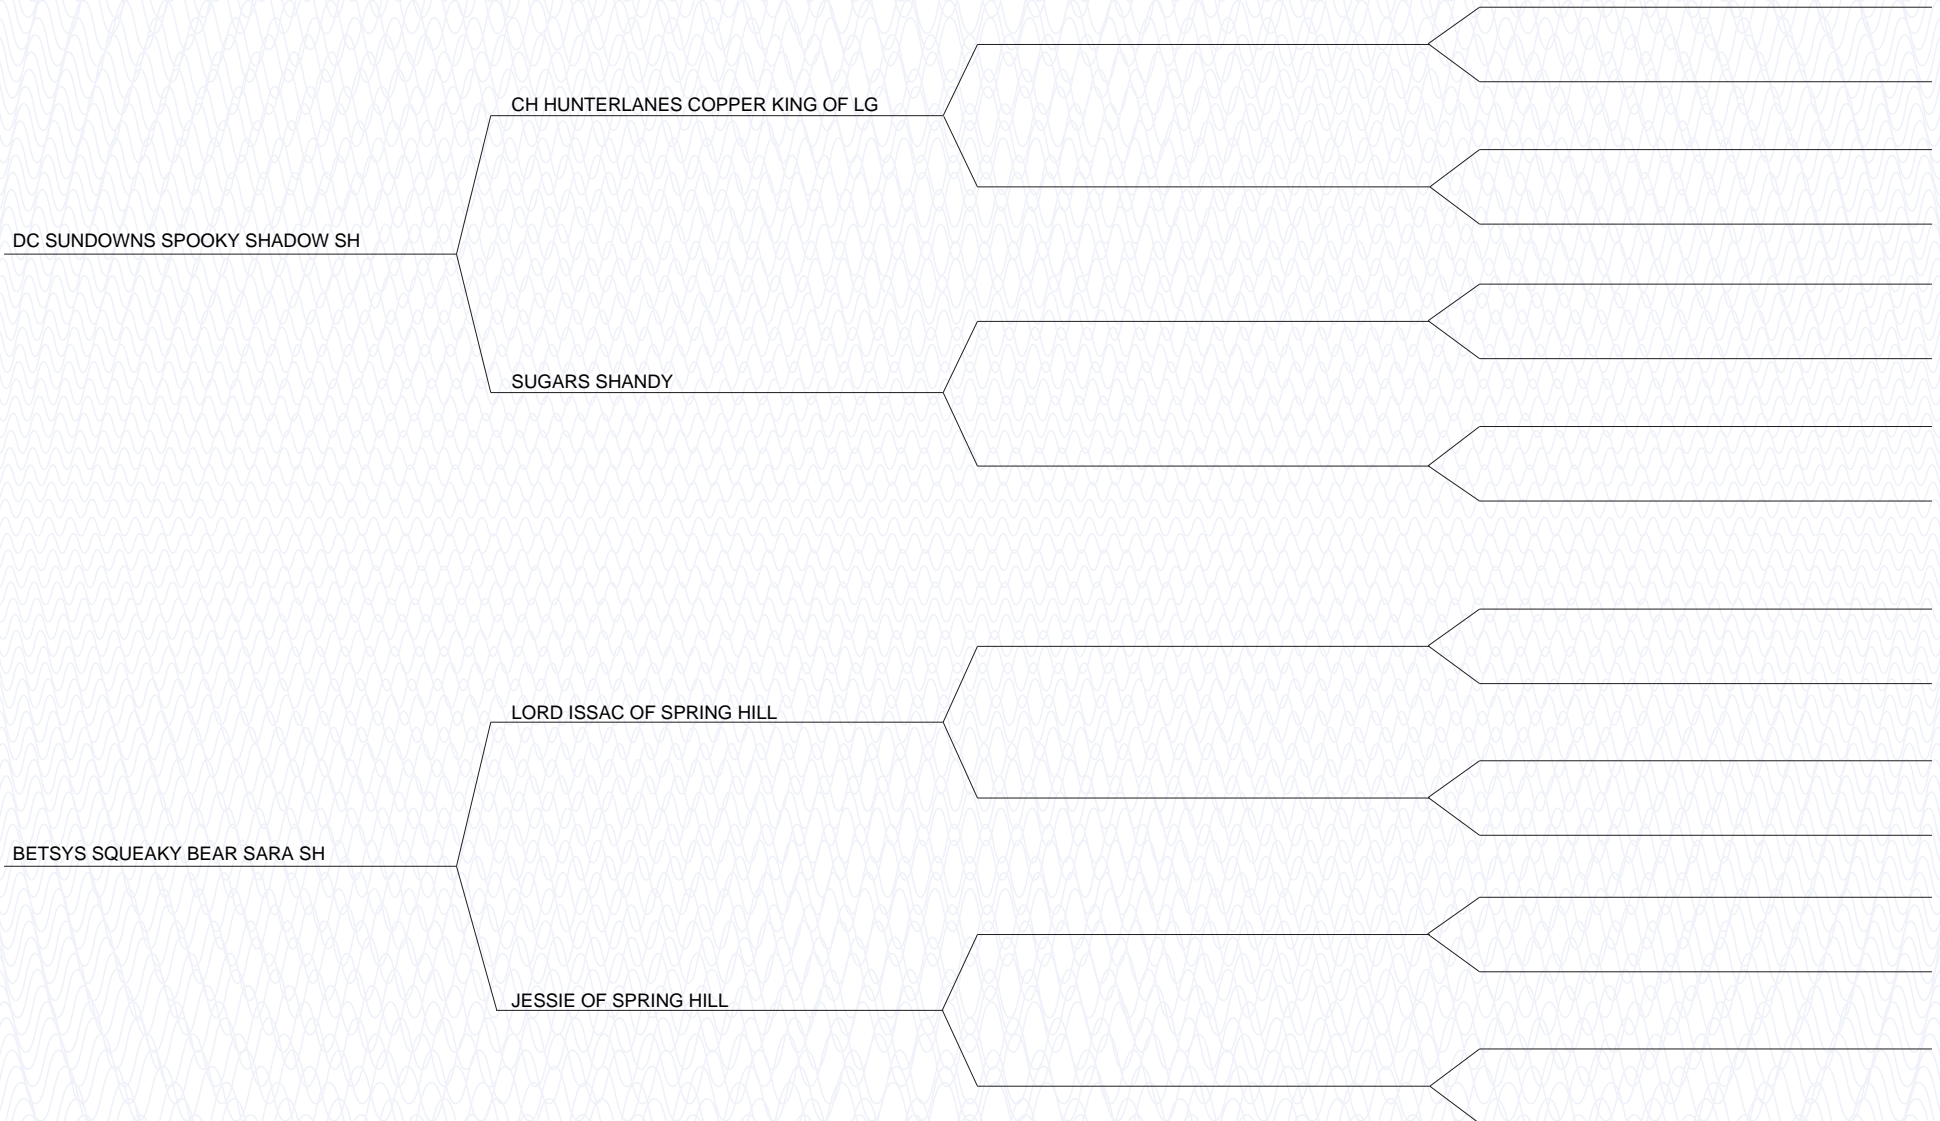 CH HUNTERLANES COPPER KING OF LG
DC SUNDOWNS SPOOKY SHADOW SH
SUGARS SHANDY
LORD ISSAC OF SPRING HILL
BETSYS SQUEAKY BEAR SARA SH
JESSIE OF SPRING HILL